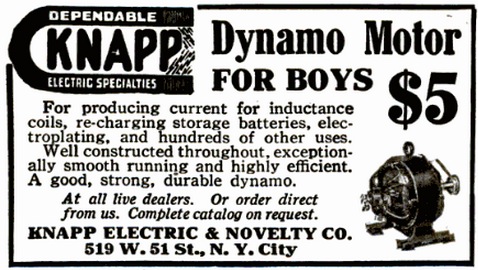 DEPENDABLE
KNAPP
ELECTRIC SPECIALTIES
Dynamo Motor
FOR BOYS
$5
For producing current for inductance
coils, re-charging storage batteries, elec-
troplating, and hundreds of other uses.
Well constructed throughout, exception-
ally smooth running and highly efficient.
A good, strong, durable dynamo.
At all live dealers. Or order direct
from us. Complete catalog on request.
KNAPP ELECTRIC & NOVELTY CO.
519 W. 51 St., N. Y. City